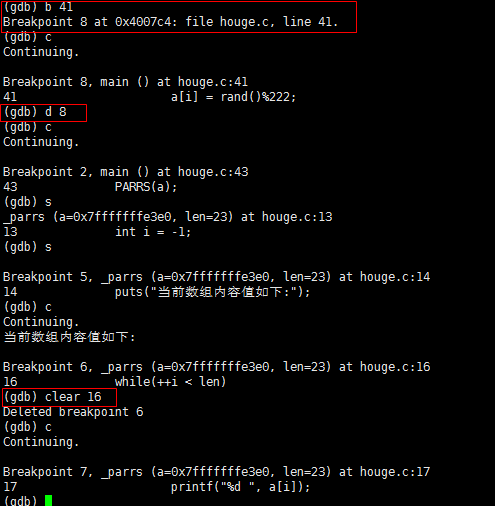 (gdb) b 41
Breakpoint 8 at 0x4007c4: file houge.c, line 41.
(gdb) c
Continuing.

Breakpoint 8, main () at houge.c:41
41                      a[i] = rand()%222;
(gdb) d 8
(gdb) c
Continuing.

Breakpoint 2, main () at houge.c:43
43              PARRS(a);
(gdb) s
_parrs (a=0x7fffffffe3e0, len=23) at houge.c:13
13              int i = -1;
(gdb) s

Breakpoint 5, _parrs (a=0x7fffffffe3e0, len=23) at houge.c:14
14              puts("当前数组内容值如下:");
(gdb) c
Continuing.
当前数组内容值如下:

Breakpoint 6, _parrs (a=0x7fffffffe3e0, len=23) at houge.c:16
16              while(++i < len)
(gdb) clear 16
Deleted breakpoint 6
(gdb) c
Continuing.

Breakpoint 7, _parrs (a=0x7fffffffe3e0, len=23) at houge.c:17
17                      printf("%d ", a[i]);
(gdb)